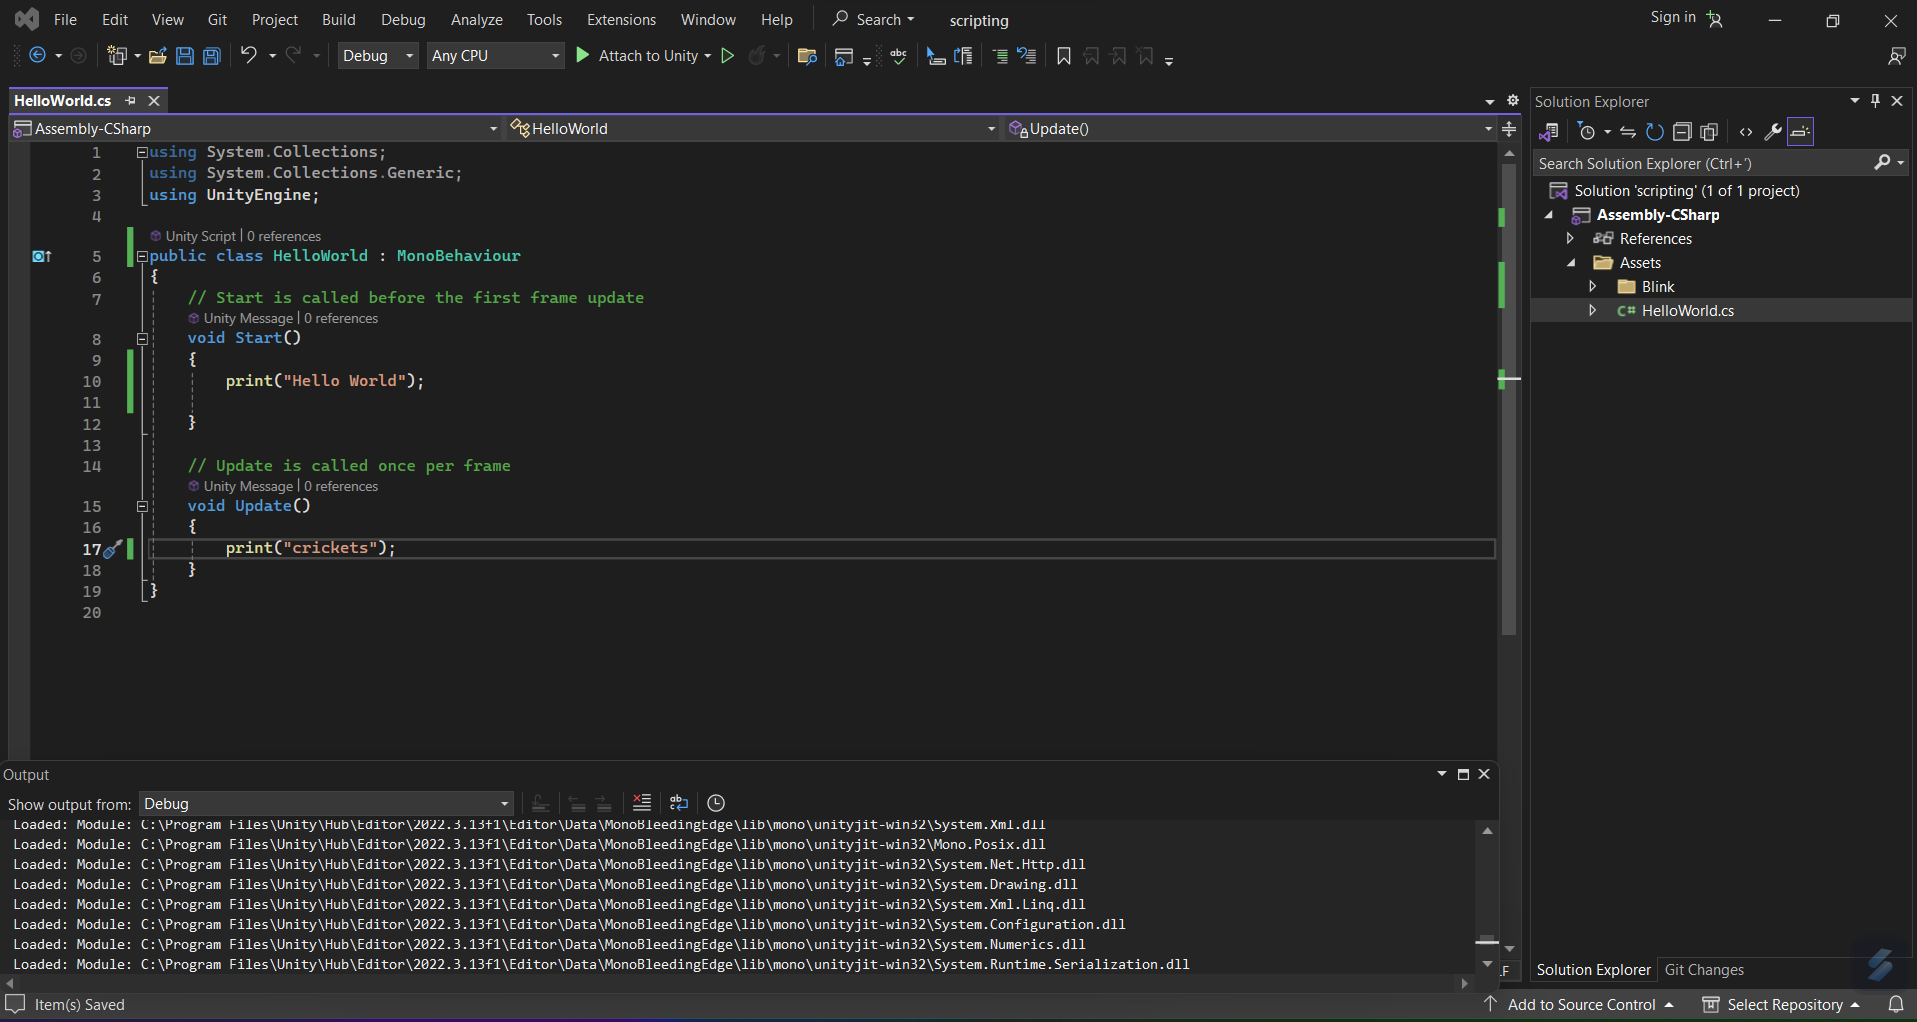 File Edit View Git Project Build Debug Analyze Tools Extensions Window Help Search scripting Sign in
Debug Any CPU Attach to Unity abc
HelloWorld.cs
Assembly-CSharp HelloWorld Update()
1 using System.Collections;
2 using System.Collections.Generic;
3 using UnityEngine;
4
Unity Script | 0 references
5 public class HelloWorld : MonoBehaviour
6 {
7 // Start is called before the first frame update
Unity Message | 0 references
8 void Start()
9 {
10 print("Hello World");
11
12 }
13
14 // Update is called once per frame
Unity Message | 0 references
15 void Update()
16 {
17 print("crickets");
18 }
19 }
20
Solution Explorer
Search Solution Explorer (Ctrl+´)
Solution 'scripting' (1 of 1 project)
Assembly-CSharp
References
Assets
Blink
C# HelloWorld.cs
Output
Show output from: Debug
Loaded: Module: C:\Program Files\Unity\Hub\Editor\2022.3.13f1\Editor\Data\MonoBleedingEdge\lib\mono\unityjit-win32\System.Xml.dll
Loaded: Module: C:\Program Files\Unity\Hub\Editor\2022.3.13f1\Editor\Data\MonoBleedingEdge\lib\mono\unityjit-win32\Mono.Posix.dll
Loaded: Module: C:\Program Files\Unity\Hub\Editor\2022.3.13f1\Editor\Data\MonoBleedingEdge\lib\mono\unityjit-win32\System.Net.Http.dll
Loaded: Module: C:\Program Files\Unity\Hub\Editor\2022.3.13f1\Editor\Data\MonoBleedingEdge\lib\mono\unityjit-win32\System.Drawing.dll
Loaded: Module: C:\Program Files\Unity\Hub\Editor\2022.3.13f1\Editor\Data\MonoBleedingEdge\lib\mono\unityjit-win32\System.Xml.Linq.dll
Loaded: Module: C:\Program Files\Unity\Hub\Editor\2022.3.13f1\Editor\Data\MonoBleedingEdge\lib\mono\unityjit-win32\System.Configuration.dll
Loaded: Module: C:\Program Files\Unity\Hub\Editor\2022.3.13f1\Editor\Data\MonoBleedingEdge\lib\mono\unityjit-win32\System.Numerics.dll
Loaded: Module: C:\Program Files\Unity\Hub\Editor\2022.3.13f1\Editor\Data\MonoBleedingEdge\lib\mono\unityjit-win32\System.Runtime.Serialization.dll
LF
Solution Explorer Git Changes
Item(s) Saved
Add to Source Control Select Repository